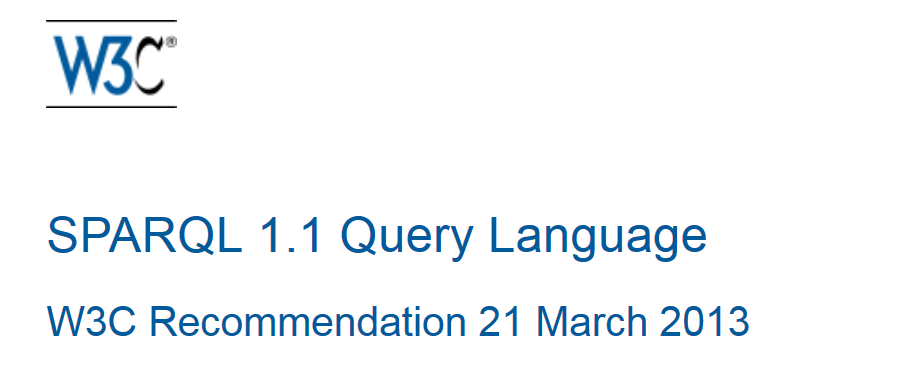 W3C®
SPARQL 1.1 Query Language
W3C Recommendation 21 March 2013